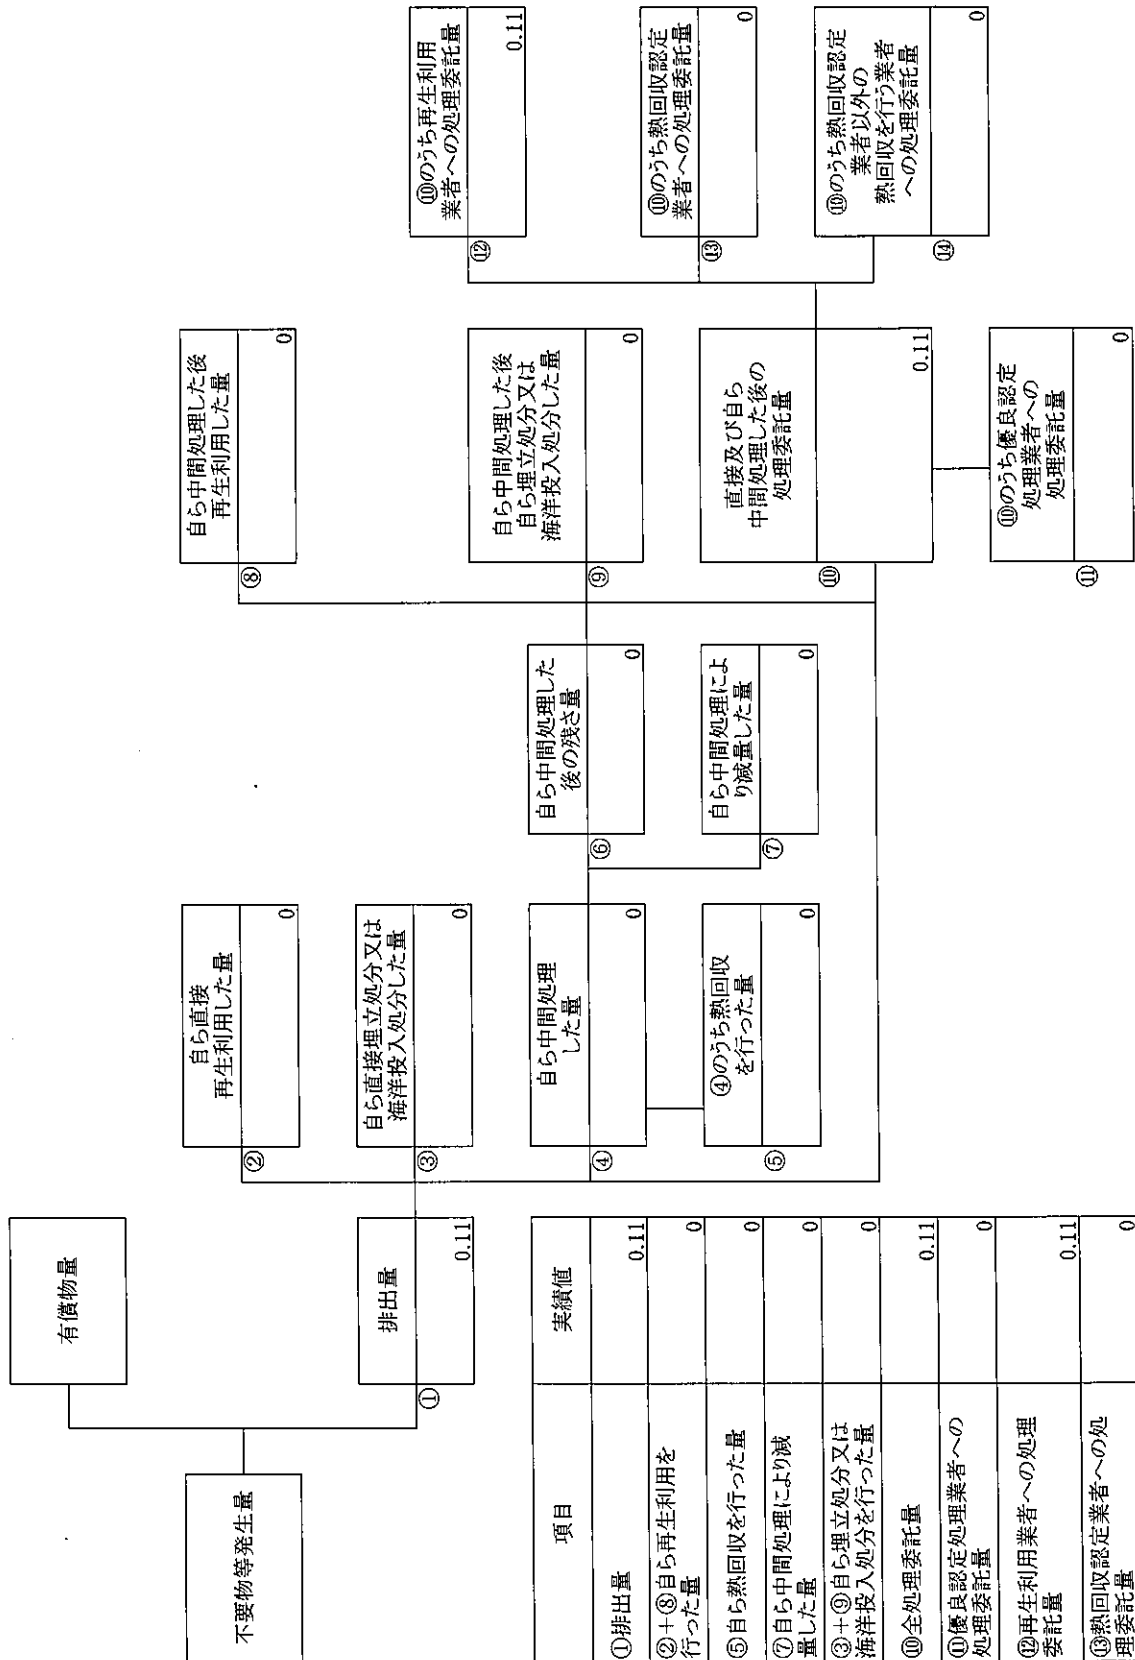 不要物等発生量
有償物量
①
排出量
0.11
②
自ら直接
再生利用した量
0
③
自ら直接埋立処分又は
海洋投入処分した量
0
④
自ら中間処理
した量
0
⑤
④のうち熱回収
を行った量
0
⑥
自ら中間処理した
後の残さ量
0
⑦
自ら中間処理によ
り減量した量
0
⑧
自ら中間処理した後
再生利用した量
0
⑨
自ら中間処理した後
自ら埋立処分又は
海洋投入処分した量
0
⑩
直接及び自ら
中間処理した後の
処理委託量
0.11
⑪
⑩のうち優良認定
処理業者への
処理委託量
0
⑫
⑩のうち再生利用
業者への処理委託量
0.11
⑬
⑩のうち熱回収認定
業者への処理委託量
0
⑭
⑩のうち熱回収認定
業者以外の
熱回収を行う業者
への処理委託量
0
項目 実績値
①排出量 0.11
②+⑧自ら再生利用を
行った量 0
⑤自ら熱回収を行った量 0
⑦自ら中間処理により減
量した量 0
③+⑨自ら埋立処分又は
海洋投入処分を行った量 0
⑩全処理委託量 0.11
⑪優良認定処理業者への
処理委託量 0
⑫再生利用業者への処理
委託量 0.11
⑬熱回収認定業者への処
理委託量 0